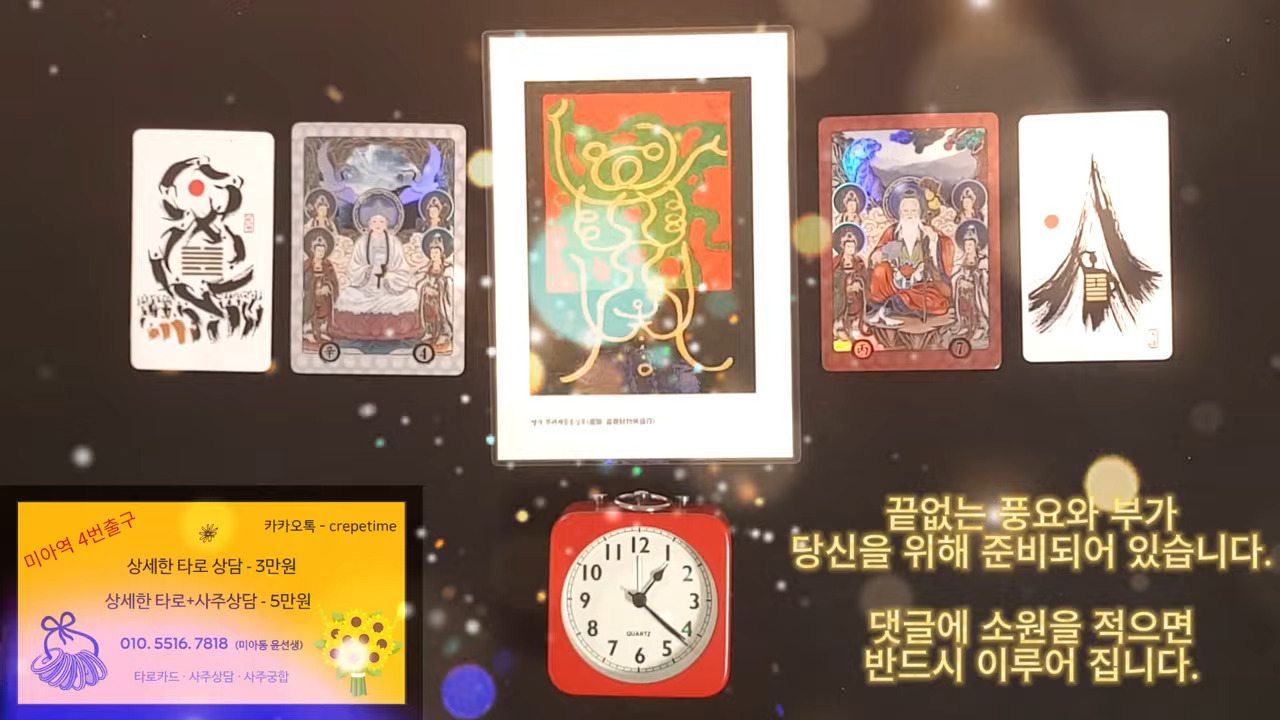 辛
4
丙
7
미아역 4번출구
카카오톡 - crepetime
상세한 타로 상담 - 3만원
상세한 타로+사주상담 - 5만원
010. 5516. 7818 (미아동 윤선생)
타로카드 · 사주상담 · 사주궁합
12
1
2
3
4
5
6
7
8
9
10
11
QUARTZ
끝없는 풍요와 부가
당신을 위해 준비되어 있습니다.
댓글에 소원을 적으면
반드시 이루어 집니다.